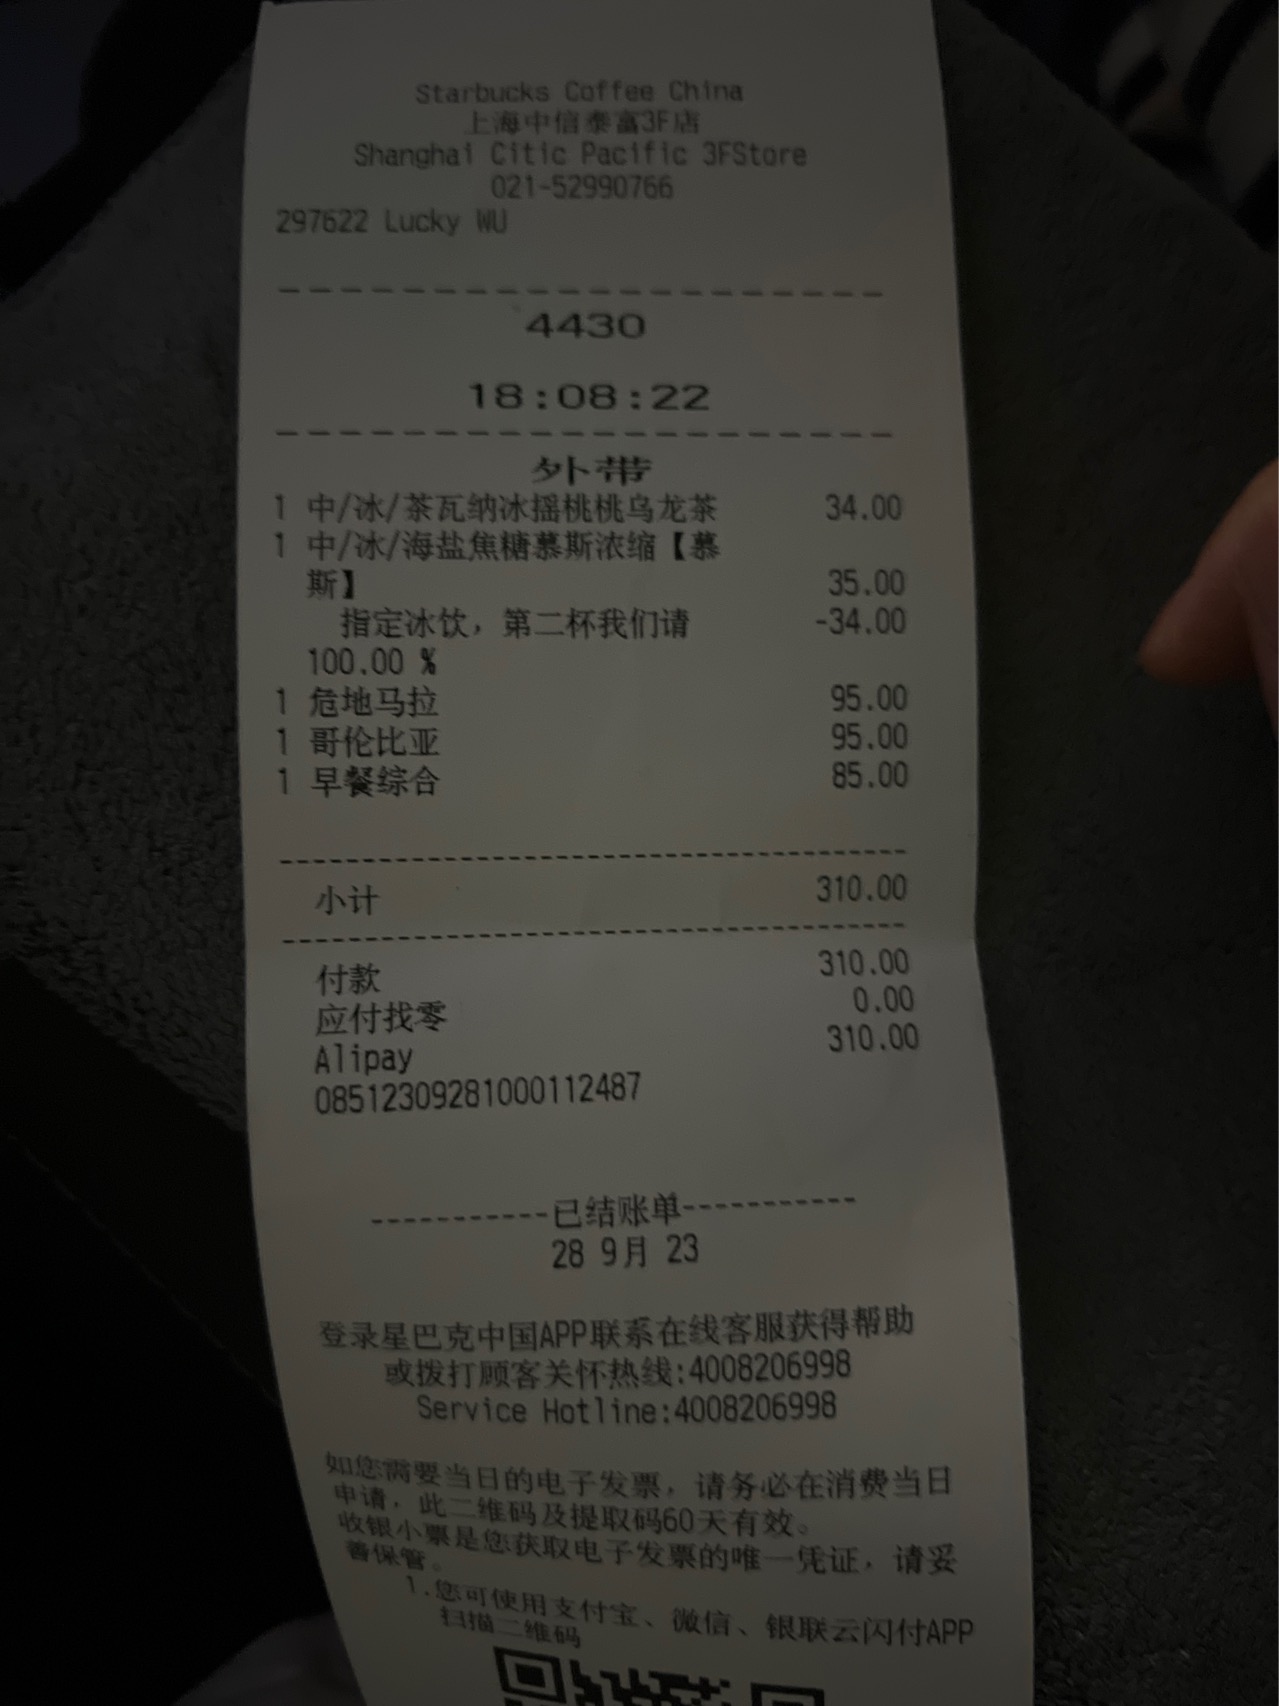 Starbucks Coffee China
上海中信泰富3F店
Shanghai Citic Pacific 3FStore
021-52990766
297622 Lucky WU
4430
18:08:22
外带
1 中/冰/茶瓦纳冰摇桃桃乌龙茶 34.00
1 中/冰/海盐焦糖慕斯浓缩【慕
斯】 35.00
指定冰饮，第二杯我们请 -34.00
100.00 %
1 危地马拉 95.00
1 哥伦比亚 95.00
1 早餐综合 85.00
小计 310.00
付款 310.00
应付找零 0.00
Alipay 310.00
08512309281000112487
-----------已结账单-----------
28 9月 23
登录星巴克中国APP联系在线客服获得帮助
或拨打顾客关怀热线:4008206998
Service Hotline:4008206998
如您需要当日的电子发票，请务必在消费当日
申请，此二维码及提取码60天有效。
收银小票是您获取电子发票的唯一凭证，请妥
善保管。
1.您可使用支付宝、微信、银联云闪付APP
扫描二维码